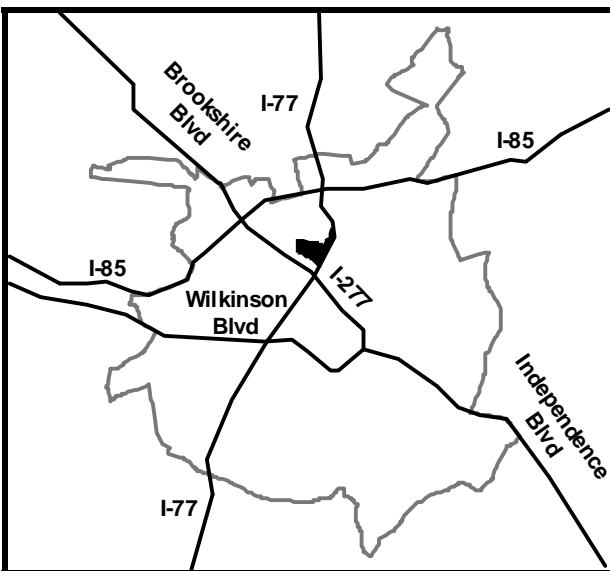 Brookshire
Blvd
I-77
I-85
I-85
I-277
Wilkinson
Blvd
Independence
Blvd
I-77